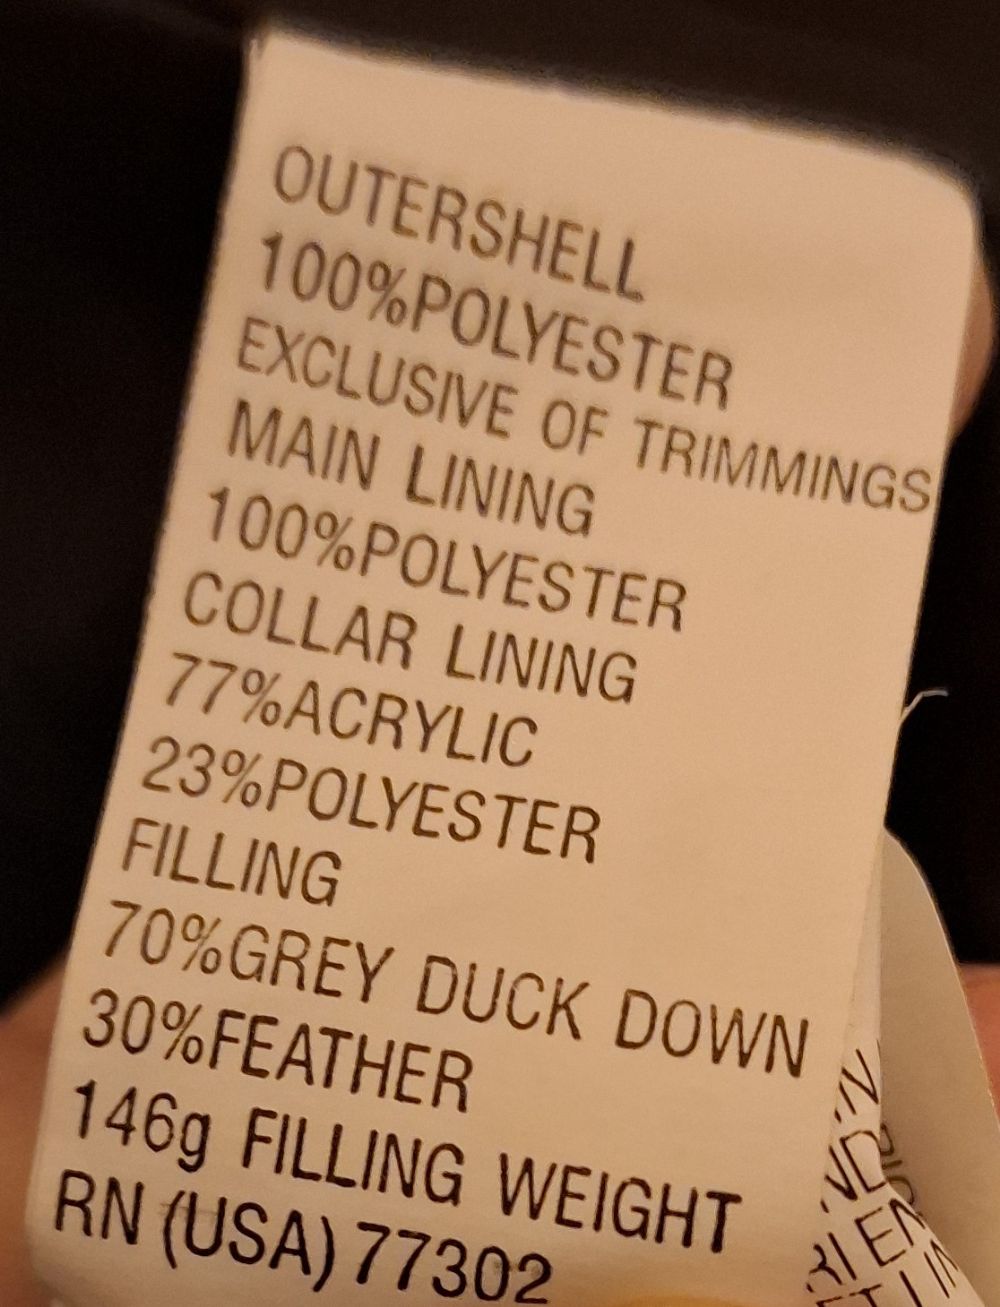 OUTERSHELL
100%POLYESTER
EXCLUSIVE OF TRIMMINGS
MAIN LINING
100%POLYESTER
COLLAR LINING
77%ACRYLIC
23%POLYESTER
FILLING
70%GREY DUCK DOWN
30%FEATHER
146g FILLING WEIGHT
RN (USA) 77302